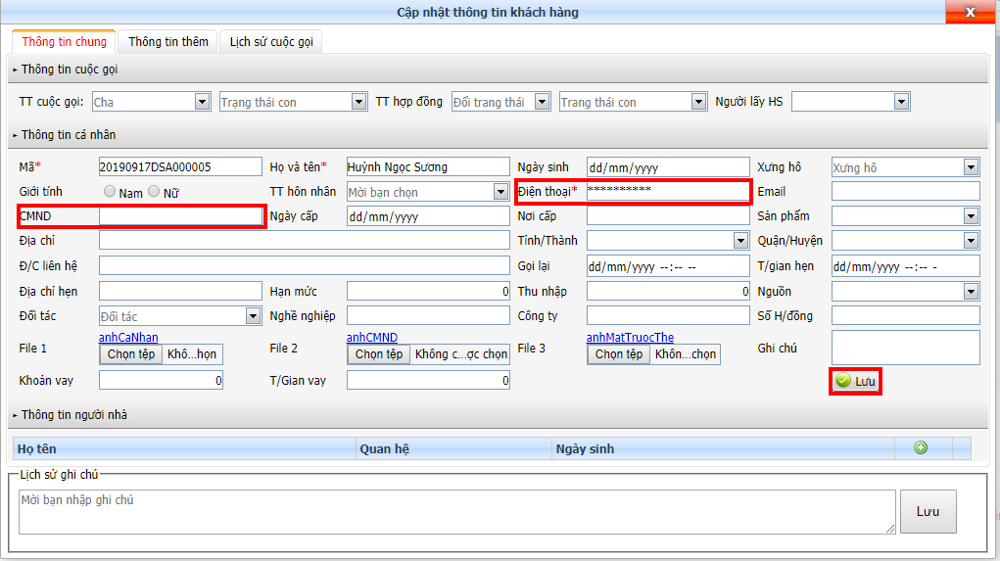 Cập nhật thông tin khách hàng X
Thông tin chung Thông tin thêm Lịch sử cuộc gọi
Thông tin cuộc gọi
TT cuộc gọi: Cha Trạng thái con TT hợp đồng Đổi trang thái Trang thái con Người lấy HS
Thông tin cá nhân
Mã* 20190917DSA000005 Họ và tên* Huỳnh Ngọc Sương Ngày sinh dd/mm/yyyy Xưng hô Xưng hô
Giới tính Nam Nữ TT hôn nhân Mời bạn chọn Điện thoại* ********** Email
CMND Ngày cấp dd/mm/yyyy Nơi cấp Sản phẩm
Địa chỉ Tỉnh/Thành Quận/Huyện
Đ/C liên hệ Gọi lại dd/mm/yyyy --:-- -- T/gian hẹn dd/mm/yyyy --:-- -
Địa chỉ hẹn Hạn mức 0 Thu nhập 0 Nguồn
Đối tác Đối tác Nghề nghiệp Công ty Số H/đồng
anhCaNhan anhCMND anhMatTruocThe
File 1 Chọn tệp Khô...họn File 2 Chọn tệp Không c...ợc chọn File 3 Chọn tệp Khôn...chọn Ghi chú
Khoản vay 0 T/Gian vay 0 Lưu
Thông tin người nhà
Họ tên Quan hệ Ngày sinh
Lịch sử ghi chú
Mời bạn nhập ghi chú
Lưu